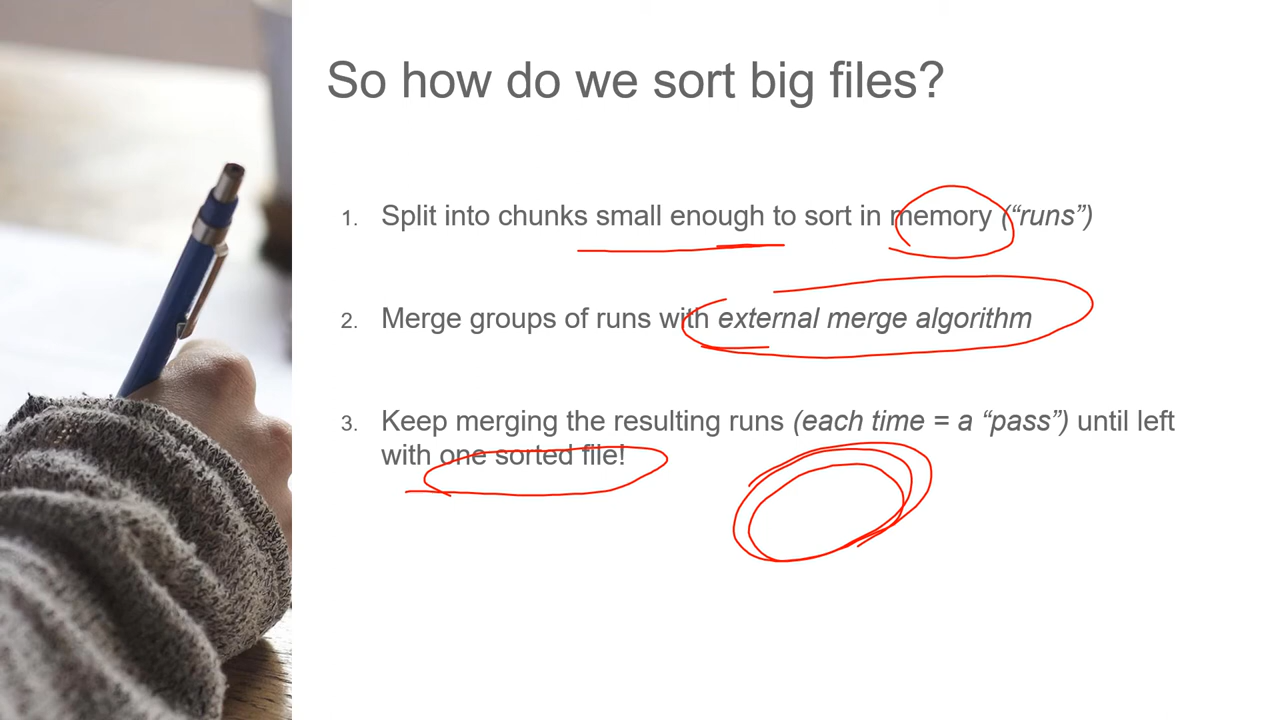 So how do we sort big files?
1. Split into chunks small enough to sort in memory (“runs”)
2. Merge groups of runs with external merge algorithm
3. Keep merging the resulting runs (each time = a “pass”) until left
with one sorted file!